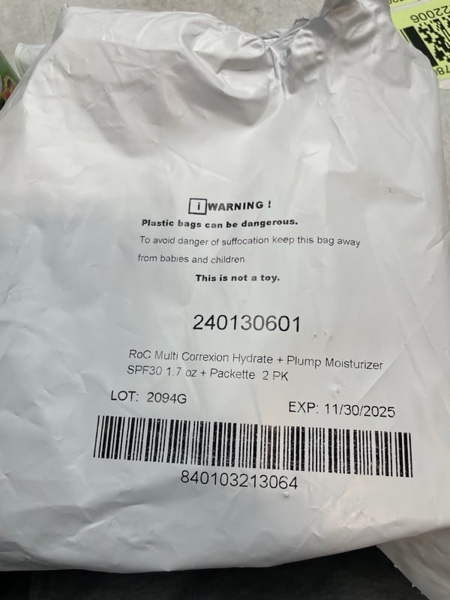 22006
i WARNING !
Plastic bags can be dangerous.
To avoid danger of suffocation keep this bag away
from babies and children.
This is not a toy.
240130601
RoC Multi Correxion Hydrate + Plump Moisturizer
SPF30 1.7 oz + Packette 2 PK
LOT: 2094G
EXP: 11/30/2025
840103213064